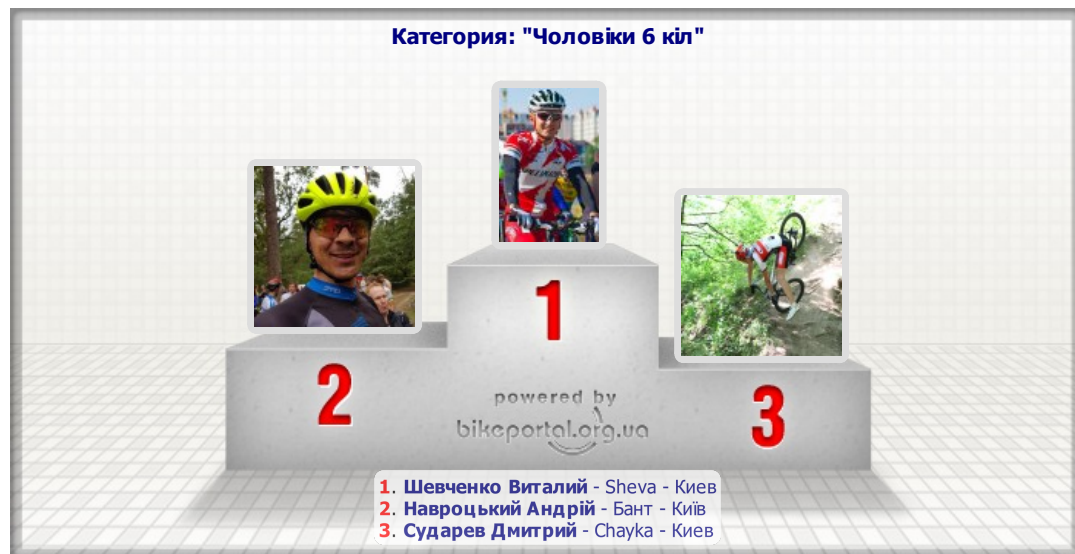 Категория: "Чоловіки 6 кіл"
1
2
3
powered by
bikeportal.org.ua
1. Шевченко Виталий - Sheva - Киев
2. Навроцький Андрій - Бант - Київ
3. Сударев Дмитрий - Chayka - Киев